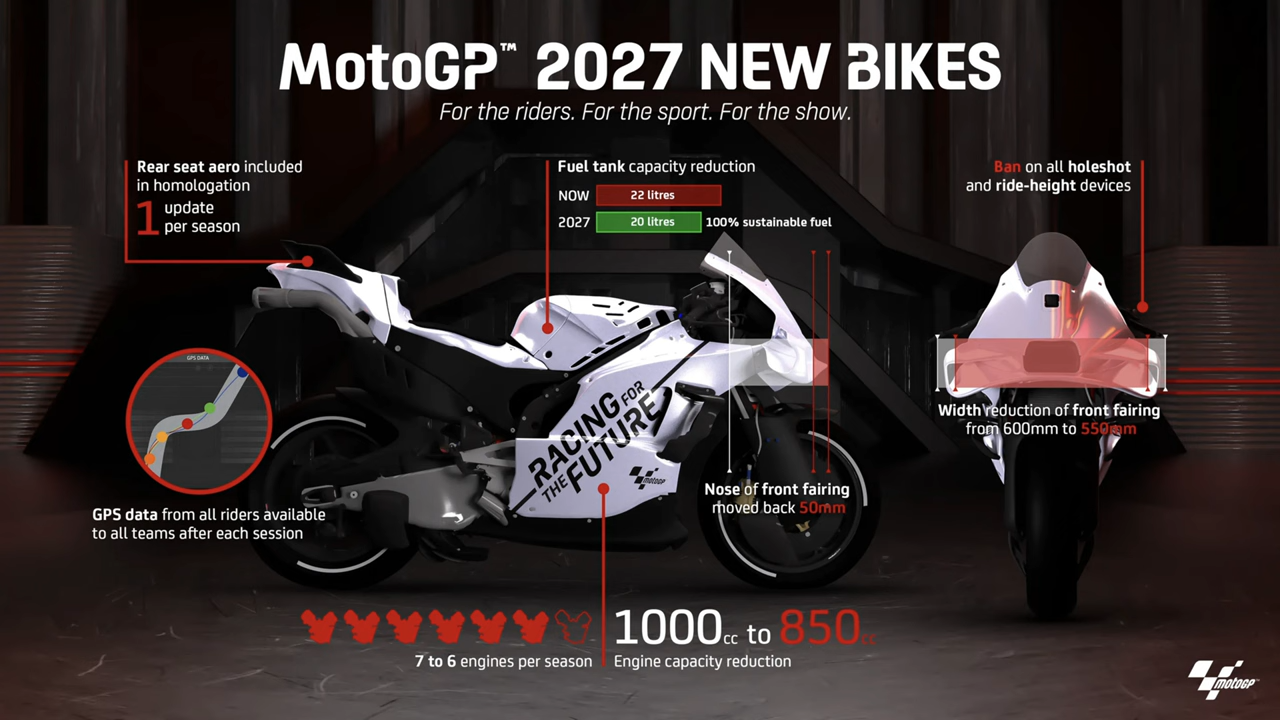 MotoGP™ 2027 NEW BIKES
For the riders. For the sport. For the show.
Rear seat aero included
in homologation
1 update
per season
Fuel tank capacity reduction
NOW 22 litres
2027 20 litres 100% sustainable fuel
Ban on all holeshot
and ride-height devices
GPS DATA
GPS data from all riders available
to all teams after each session
RACING FOR
THE FUTURE
MotoGP
Nose of front fairing
moved back 50mm
Width reduction of front fairing
from 600mm to 550mm
7 to 6 engines per season
1000cc to 850cc
Engine capacity reduction
MotoGP™